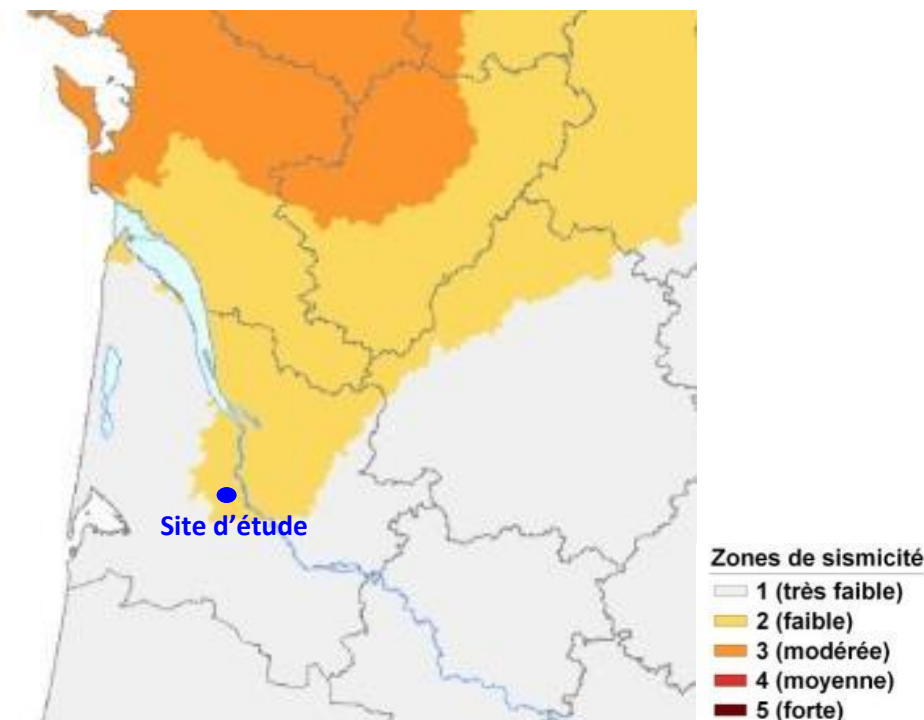 Site d'étude
Zones de sismicité
1 (très faible)
2 (faible)
3 (modérée)
4 (moyenne)
5 (forte)